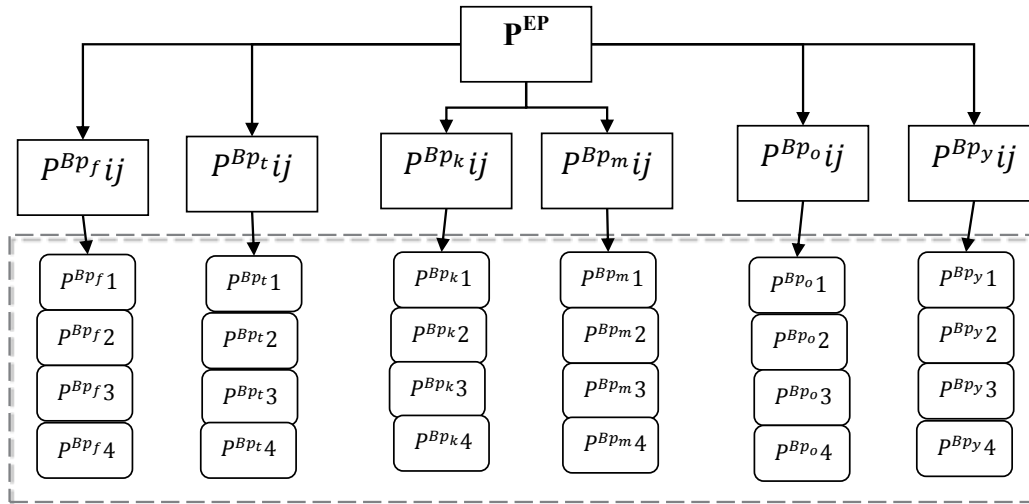 P^EP
P^Bp_f ij P^Bp_t ij P^Bp_k ij P^Bp_m ij P^Bp_o ij P^Bp_y ij
P^Bp_f 1 P^Bp_t 1 P^Bp_k 1 P^Bp_m 1 P^Bp_o 1 P^Bp_y 1
P^Bp_f 2 P^Bp_t 2 P^Bp_k 2 P^Bp_m 2 P^Bp_o 2 P^Bp_y 2
P^Bp_f 3 P^Bp_t 3 P^Bp_k 3 P^Bp_m 3 P^Bp_o 3 P^Bp_y 3
P^Bp_f 4 P^Bp_t 4 P^Bp_k 4 P^Bp_m 4 P^Bp_o 4 P^Bp_y 4